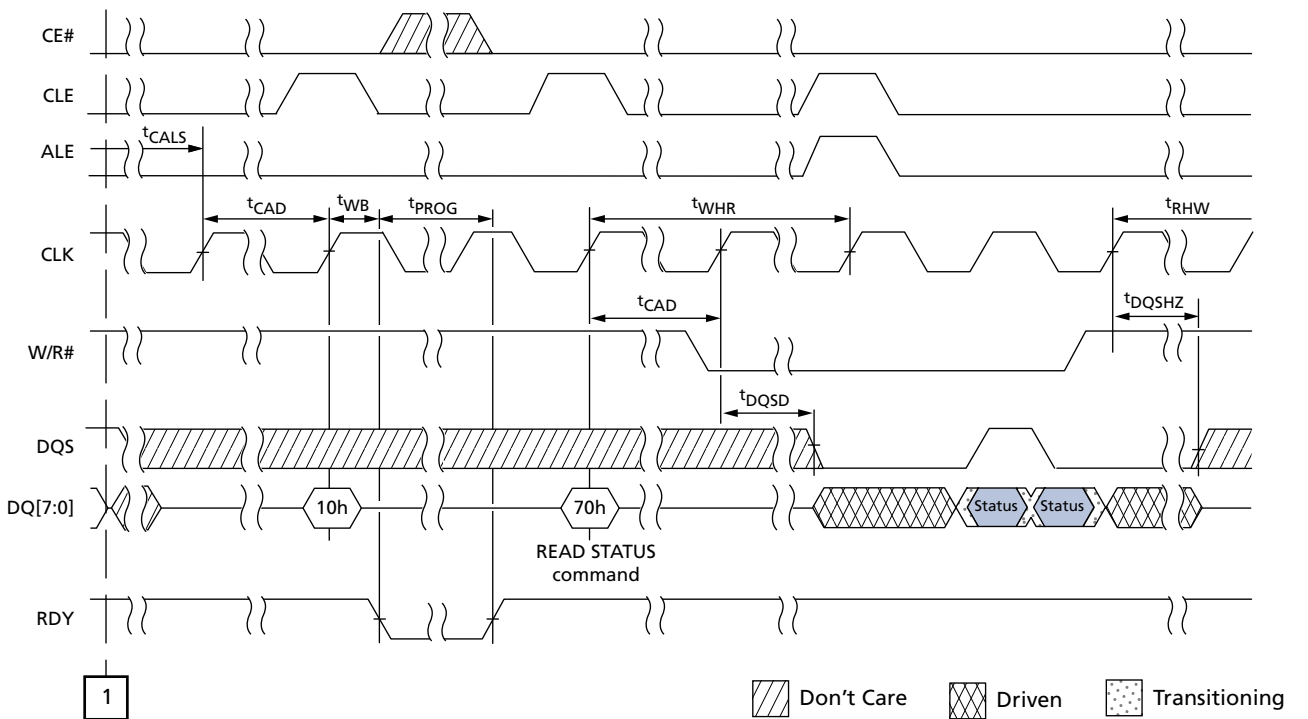 CE#
CLE
tCALS
ALE
tCAD
tWB
tPROG
tWHR
tRHW
CLK
tCAD
tDQSHZ
W/R#
tDQSD
DQS
DQ[7:0]
10h
70h
Status
Status
READ STATUS
command
RDY
1
Don't Care
Driven
Transitioning